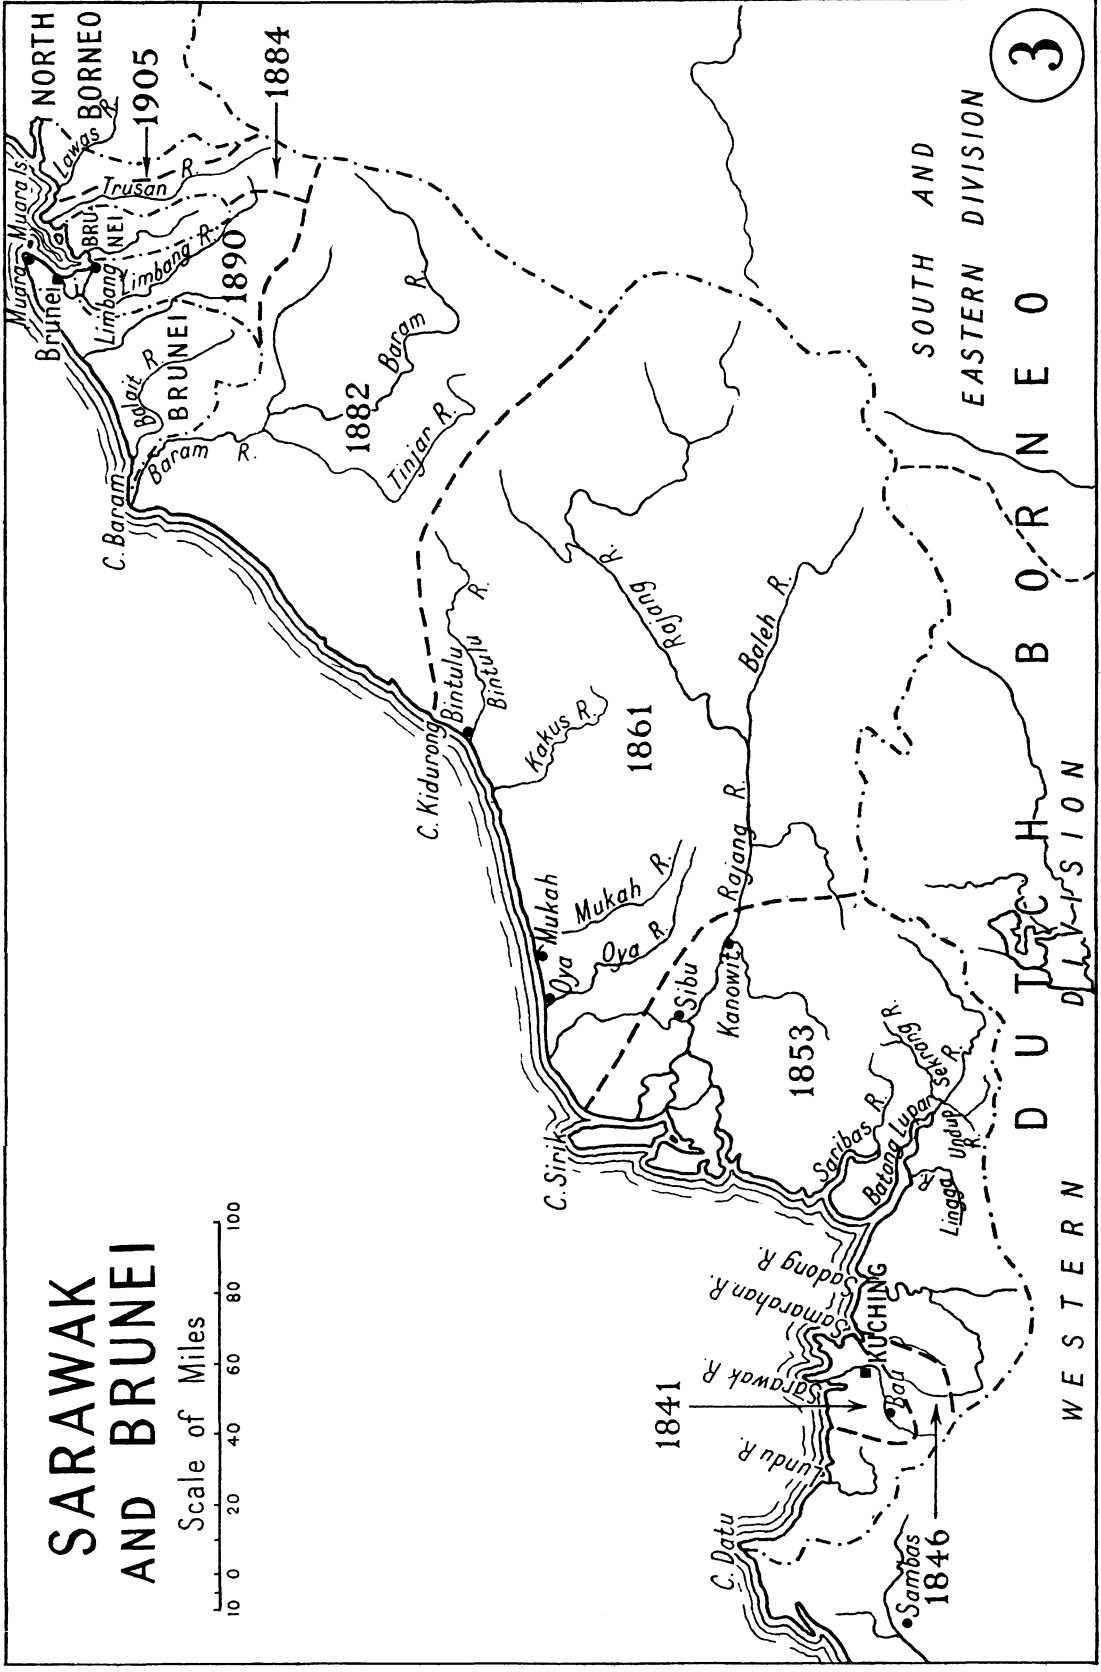 SARAWAK
AND BRUNEI
Scale of Miles
10 0 20 40 60 80 100
3
NORTH
BORNEO
1905
1884
Lawas R.
Trusan R.
Muara Is.
Muara
BRU
NEI
Brunei
Limbang
Limbang R.
1890
Balait R.
BRUNEI
Baram R.
C. Baram
Baram R.
1882
Tinjar R.
C. Kidurong
Bintulu
Bintulu R.
Kakus R.
1861
Rajang R.
Baleh R.
Rajang R.
Mukah
Mukah R.
Oya
Oya R.
Sibu
Kanowit
1853
C. Sirik
Saribas R.
Batang Lupar
Sekrang R.
R.
Undup
R.
Lingga
R.
Sadong R.
Samarahan R.
Sarawak R.
KUCHING
Bau
1841
Lundu R.
C. Datu
Sambas
1846
SOUTH AND
EASTERN DIVISION
DUTCH BORNEO
WESTERN DIVISION